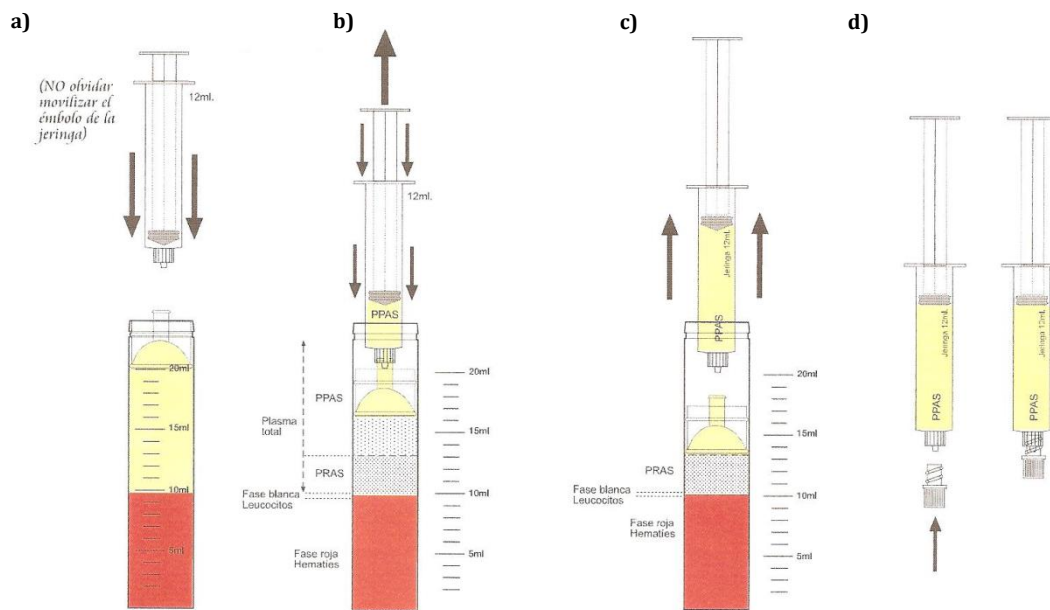 a)
(NO olvidar
movilizar el
émbolo de la
jeringa)
12ml.
20ml
15ml
10ml
5ml
b)
12ml.
PPAS
PPAS
Plasma
total
PRAS
Fase blanca
Leucocitos
Fase roja
Hematíes
20ml
15ml
10ml
5ml
c)
Jeringa 12mL
PPAS
PRAS
Fase blanca
Leucocitos
Fase roja
Hematíes
20ml
15ml
10ml
5ml
d)
Jeringa 12mL
PPAS
Jeringa 12mL
PPAS